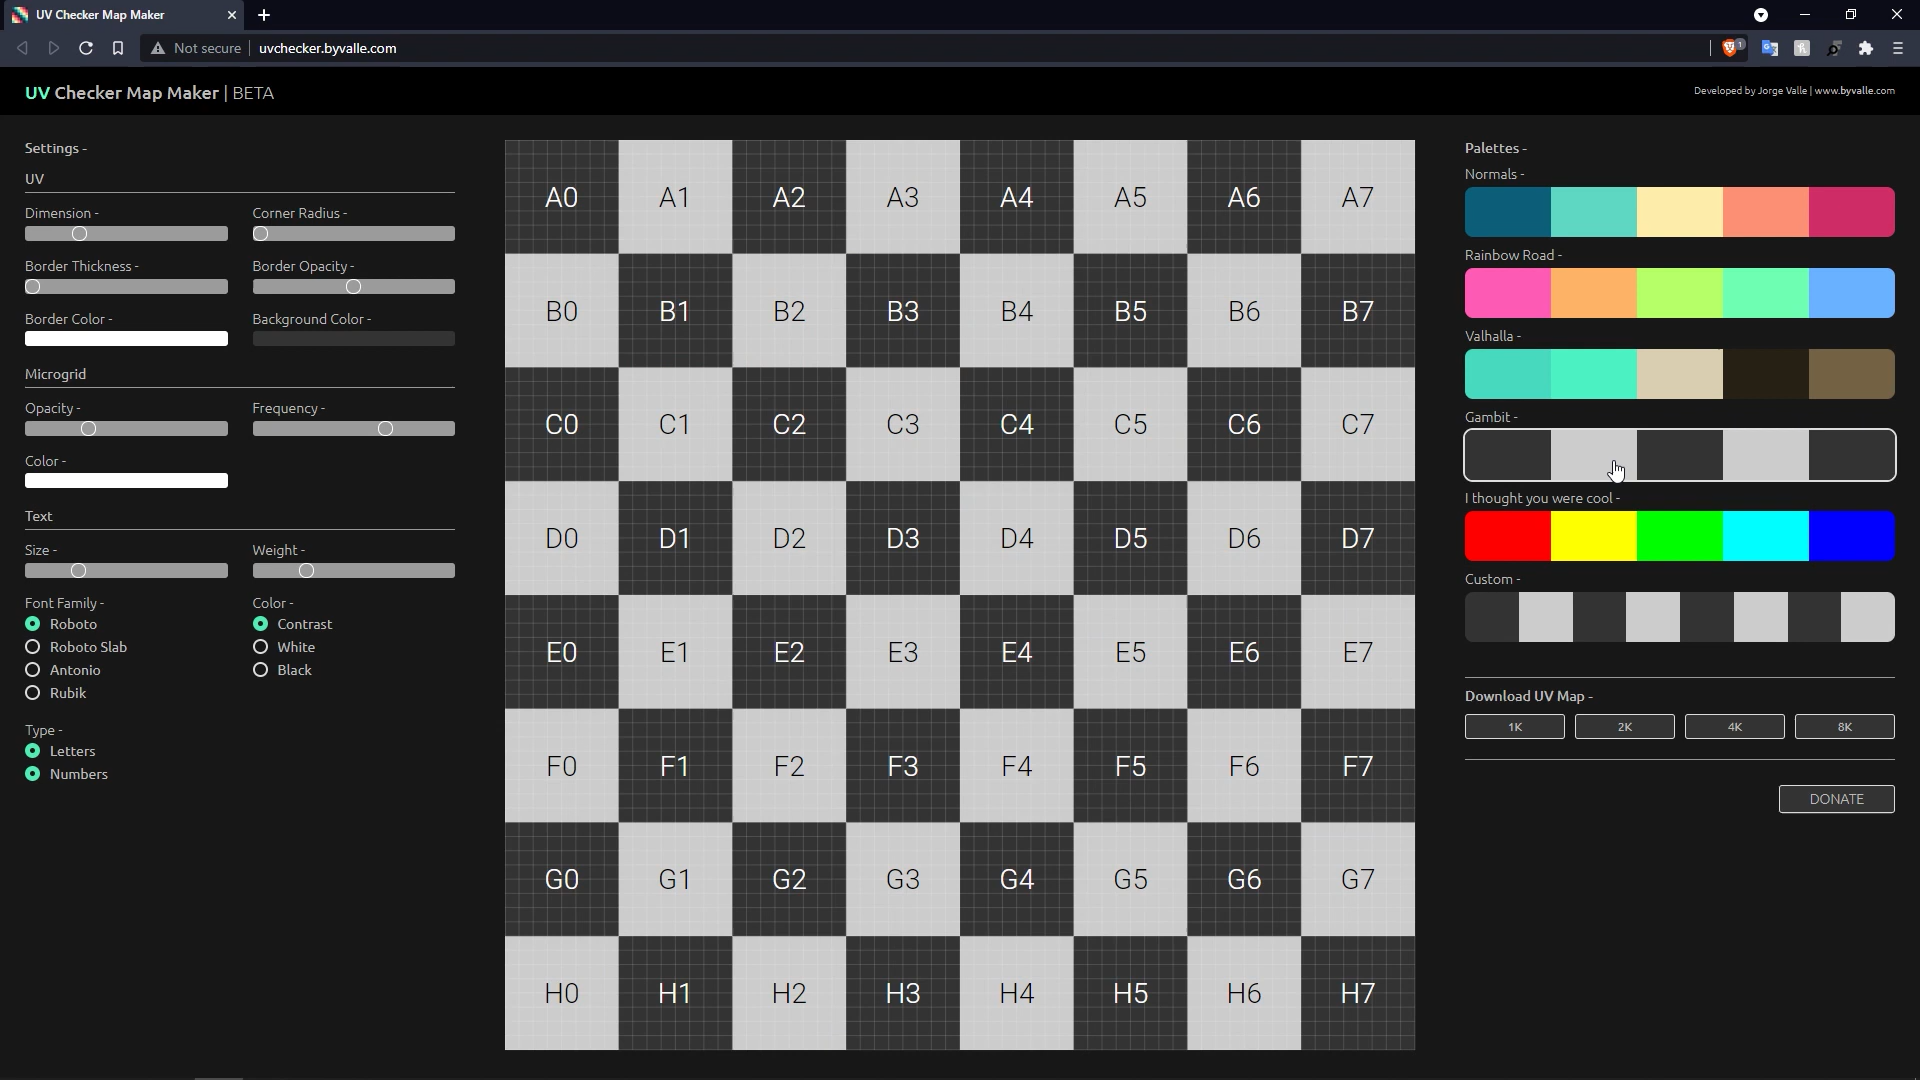 UV Checker Map Maker
Not secure
uvchecker.byvalle.com
1
UV Checker Map Maker | BETA
Developed by Jorge Valle | www.byvalle.com
Settings -
UV
Dimension -
Corner Radius -
Border Thickness -
Border Opacity -
Border Color -
Background Color -
Microgrid
Opacity -
Frequency -
Color -
Text
Size -
Weight -
Font Family -
Color -
Roboto
Contrast
Roboto Slab
White
Antonio
Black
Rubik
Type -
Letters
Numbers
A0 A1 A2 A3 A4 A5 A6 A7
B0 B1 B2 B3 B4 B5 B6 B7
C0 C1 C2 C3 C4 C5 C6 C7
D0 D1 D2 D3 D4 D5 D6 D7
E0 E1 E2 E3 E4 E5 E6 E7
F0 F1 F2 F3 F4 F5 F6 F7
G0 G1 G2 G3 G4 G5 G6 G7
H0 H1 H2 H3 H4 H5 H6 H7
Palettes -
Normals -
Rainbow Road -
Valhalla -
Gambit -
I thought you were cool -
Custom -
Download UV Map -
1K 2K 4K 8K
DONATE